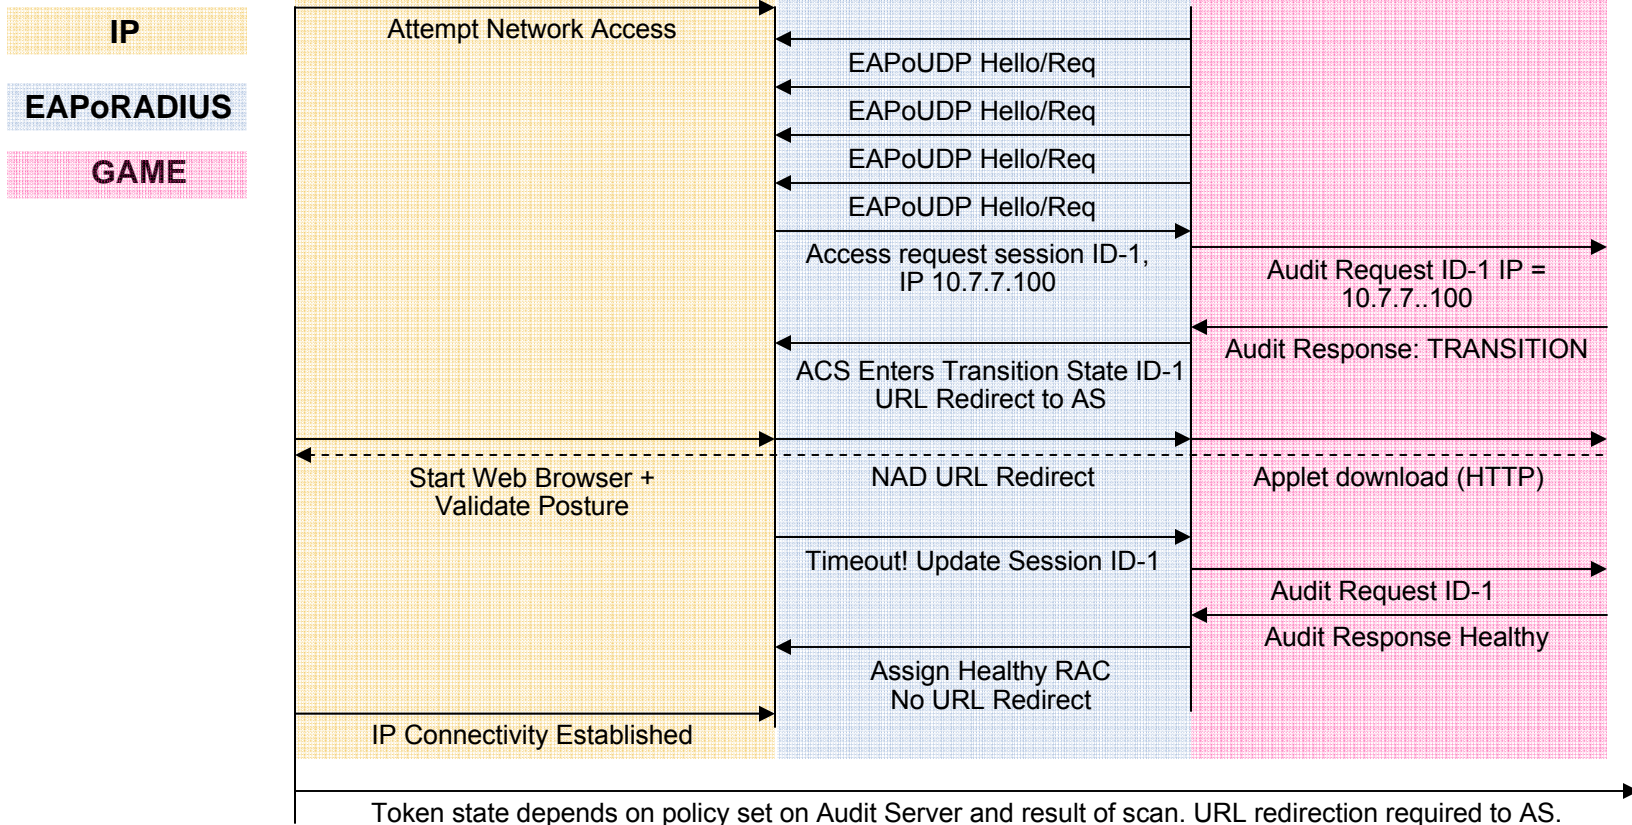 IP
EAPoRADIUS
GAME
Attempt Network Access
EAPoUDP Hello/Req
EAPoUDP Hello/Req
EAPoUDP Hello/Req
EAPoUDP Hello/Req
Access request session ID-1,
IP 10.7.7.100
Audit Request ID-1 IP =
10.7.7..100
Audit Response: TRANSITION
ACS Enters Transition State ID-1
URL Redirect to AS
Start Web Browser +
Validate Posture
NAD URL Redirect
Applet download (HTTP)
Timeout! Update Session ID-1
Audit Request ID-1
Audit Response Healthy
Assign Healthy RAC
No URL Redirect
IP Connectivity Established
Token state depends on policy set on Audit Server and result of scan. URL redirection required to AS.